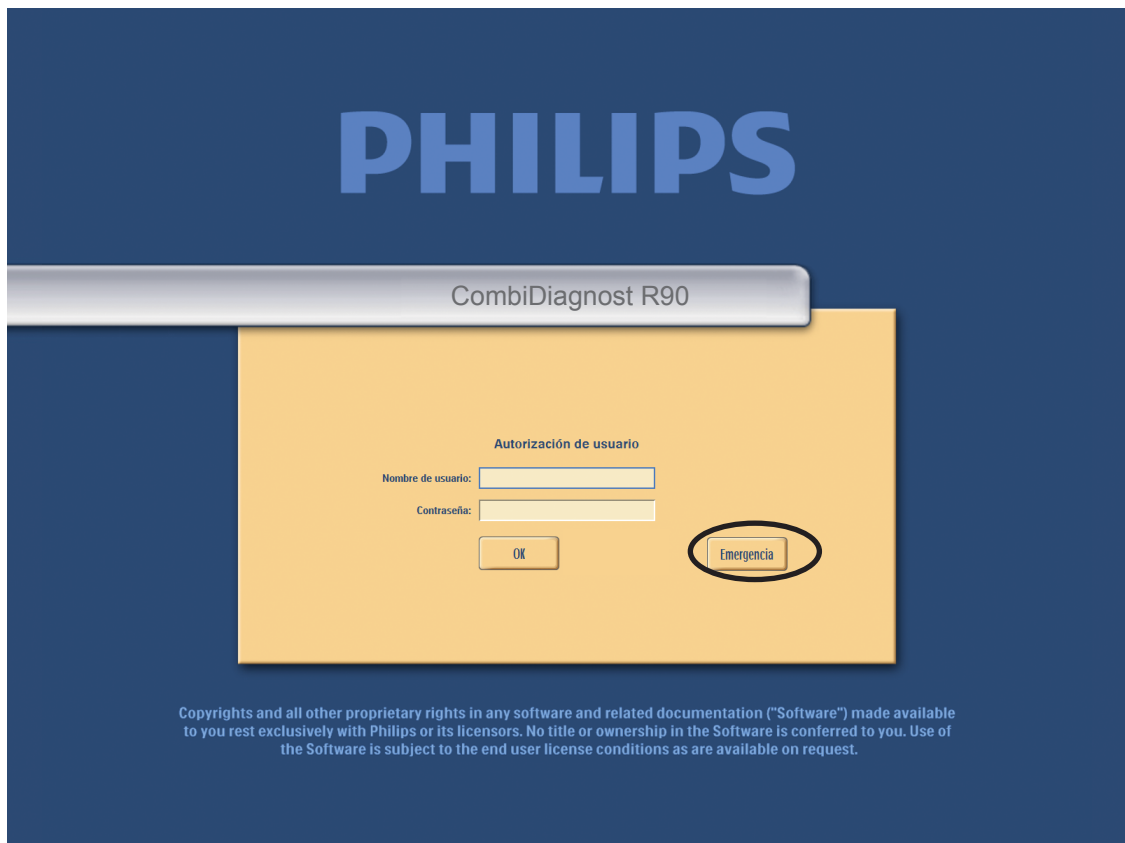 PHILIPS
CombiDiagnost R90
Autorización de usuario
Nombre de usuario:
Contraseña:
OK
Emergencia
Copyrights and all other proprietary rights in any software and related documentation ("Software") made available
to you rest exclusively with Philips or its licensors. No title or ownership in the Software is conferred to you. Use of
the Software is subject to the end user license conditions as are available on request.